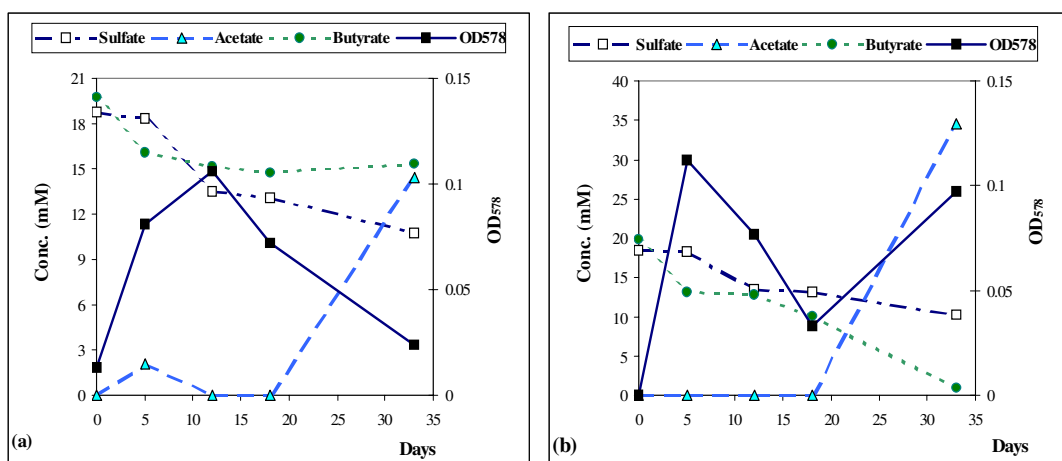 Sulfate Acetate Butyrate OD578
21 0.15
18
15
0.1
12
9
0.05
6
3
0 0
0 5 10 15 20 25 30 35
Conc. (mM)
OD578
Days
(a)
Sulfate Acetate Butyrate OD578
40 0.15
35
30
0.1
25
20
15
0.05
10
5
0 0
0 5 10 15 20 25 30 35
Conc. (mM)
OD578
Days
(b)